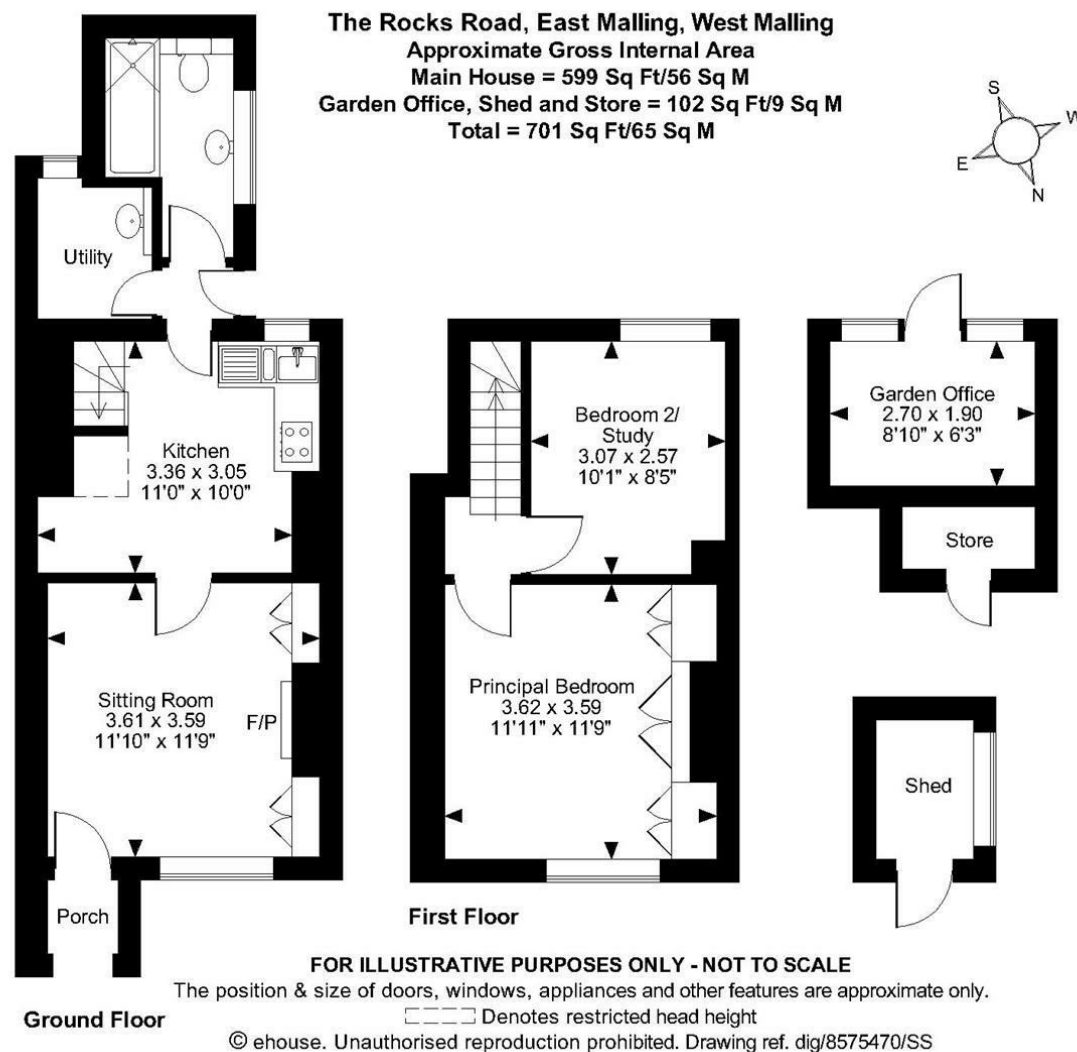 The Rocks Road, East Malling, West Malling
Approximate Gross Internal Area
Main House = 599 Sq Ft/56 Sq M
Garden Office, Shed and Store = 102 Sq Ft/9 Sq M
Total = 701 Sq Ft/65 Sq M
S
W
E
N
Utility
Kitchen
3.36 x 3.05
11'0" x 10'0"
Sitting Room
3.61 x 3.59
11'10" x 11'9"
F/P
Porch
Ground Floor
Bedroom 2/
Study
3.07 x 2.57
10'1" x 8'5"
Principal Bedroom
3.62 x 3.59
11'11" x 11'9"
First Floor
Garden Office
2.70 x 1.90
8'10" x 6'3"
Store
Shed
FOR ILLUSTRATIVE PURPOSES ONLY - NOT TO SCALE
The position & size of doors, windows, appliances and other features are approximate only.
Denotes restricted head height
© ehouse. Unauthorised reproduction prohibited. Drawing ref. dig/8575470/SS